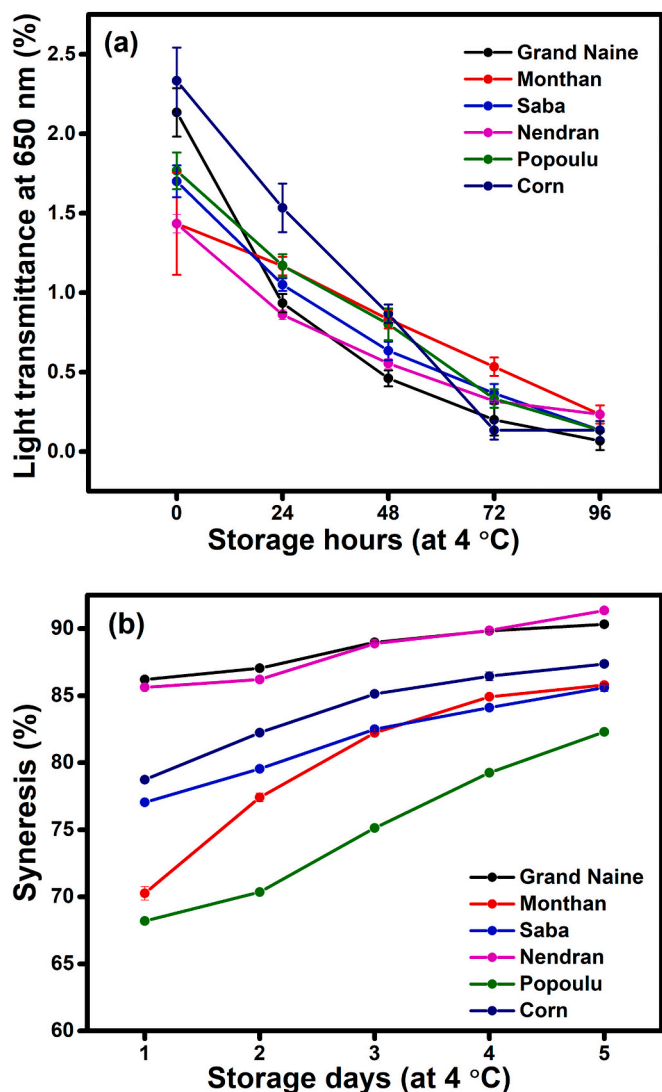 (a)
Grand Naine
Monthan
Saba
Nendran
Popoulu
Corn
Light transmittance at 650 nm (%)
2.5
2.0
1.5
1.0
0.5
0.0
0 24 48 72 96
Storage hours (at 4 °C)
(b)
Syneresis (%)
90
85
80
75
70
65
60
Grand Naine
Monthan
Saba
Nendran
Popoulu
Corn
1 2 3 4 5
Storage days (at 4 °C)